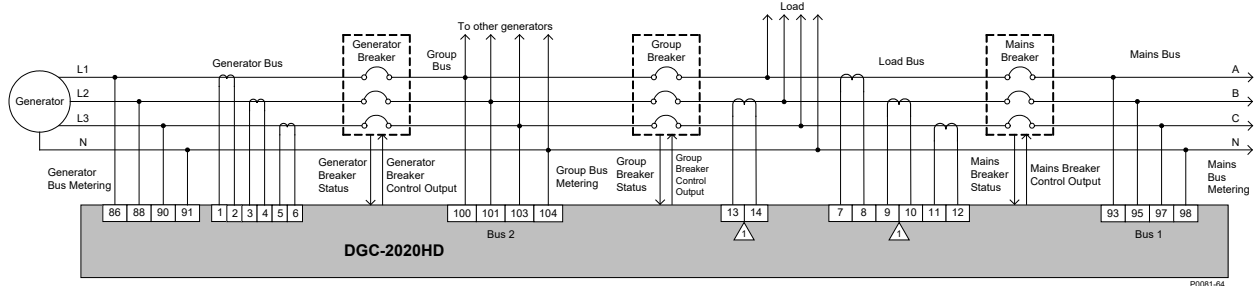 Load
To other generators
Generator
Breaker
Group
Bus
Group
Breaker
Mains
Breaker
Generator Bus
Load Bus
Mains Bus
L1
A
Generator
L2
B
L3
C
N
N
Generator
Bus Metering
Generator
Breaker
Status
Generator
Breaker
Control Output
Group Bus
Metering
Group
Breaker
Status
Group
Breaker
Control
Output
Mains
Breaker
Status
Mains Breaker
Control Output
Mains
Bus
Metering
86 88 90 91 1 2 3 4 5 6 100 101 103 104 13 14 7 8 9 10 11 12 93 95 97 98
Bus 2
1
1
Bus 1
DGC-2020HD
P0081-64